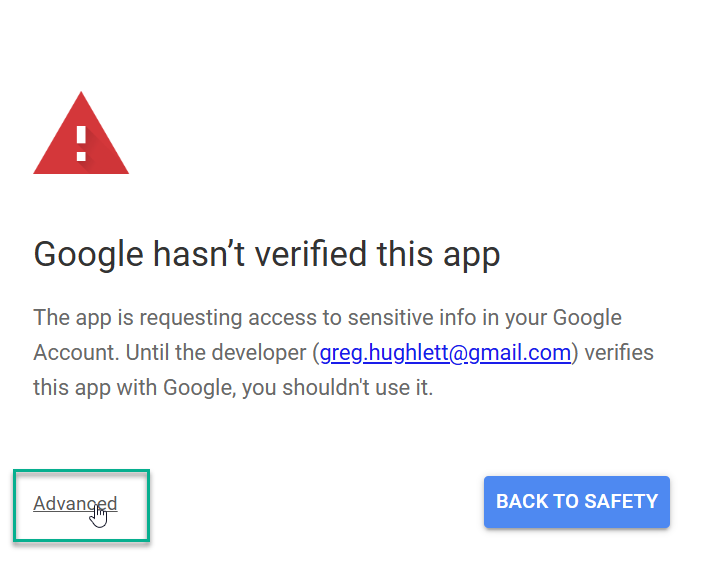 Google hasn’t verified this app
The app is requesting access to sensitive info in your Google
Account. Until the developer (greg.hughlett@gmail.com) verifies
this app with Google, you shouldn't use it.
Advanced
BACK TO SAFETY